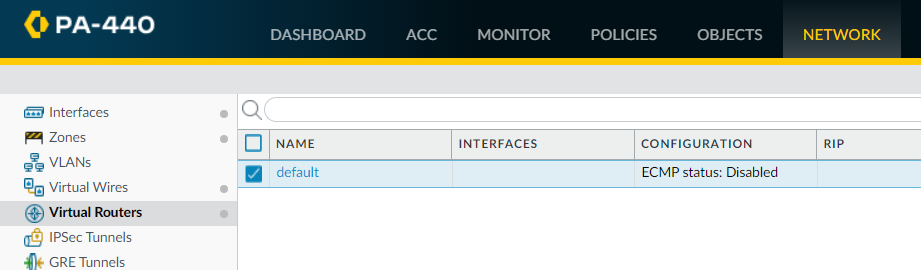 PA-440
DASHBOARD ACC MONITOR POLICIES OBJECTS NETWORK
Interfaces
Zones
VLANs
Virtual Wires
Virtual Routers
IPSec Tunnels
GRE Tunnels
NAME INTERFACES CONFIGURATION RIP
default ECMP status: Disabled